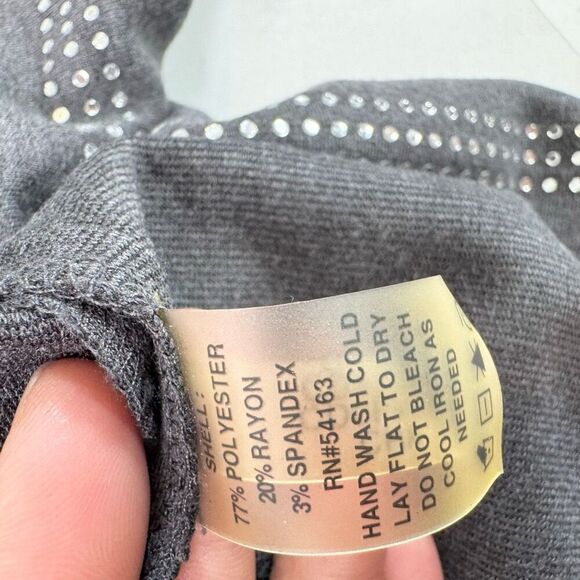 SHELL:
77% POLYESTER
20% RAYON
3% SPANDEX
RN#54163
HAND WASH COLD
LAY FLAT TO DRY
DO NOT BLEACH
COOL IRON AS
NEEDED